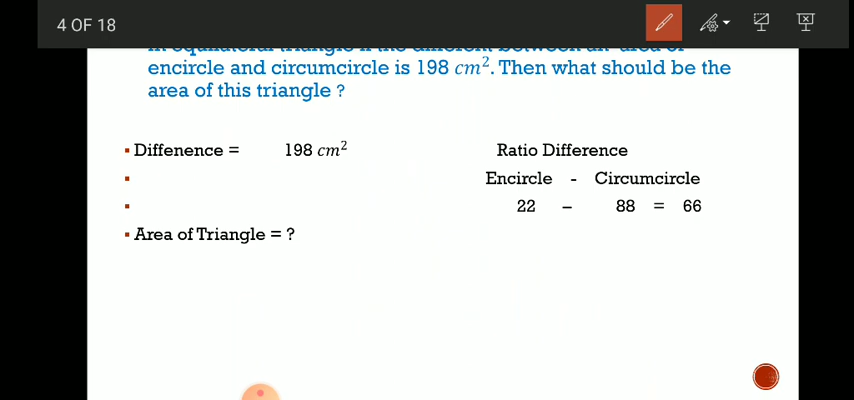 4 OF 18
encircle and circumcircle is 198 cm². Then what should be the
area of this triangle ?
▪ Diffenence = 198 cm²
Ratio Difference
▪ Encircle - Circumcircle
▪ 22 – 88 = 66
▪ Area of Triangle = ?